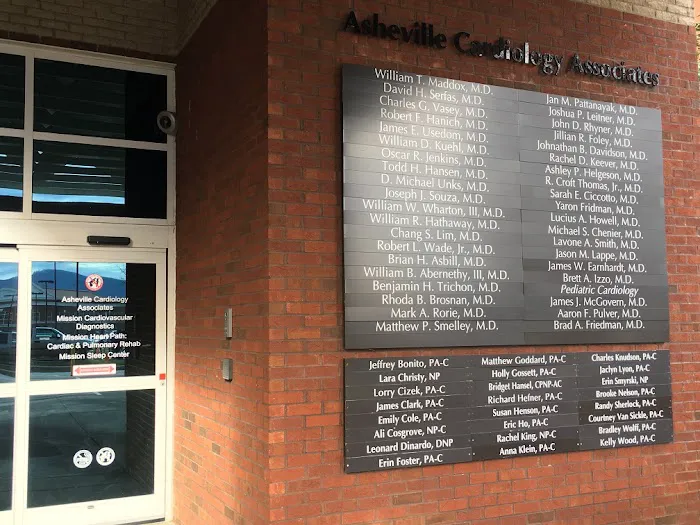 Asheville Cardiology Associates
William T. Maddox, M.D.
David H. Serfas, M.D.
Charles G. Vasey, M.D.
Robert F. Hanich, M.D.
James E. Usedom, M.D.
William D. Kuehl, M.D.
Oscar R. Jenkins, M.D.
Todd H. Hansen, M.D.
D. Michael Unks, M.D.
Joseph J. Souza, M.D.
William W. Wharton, III, M.D.
William R. Hathaway, M.D.
Chang S. Lim, M.D.
Robert L. Wade, Jr., M.D.
Brian H. Asbill, M.D.
William B. Abernethy, III, M.D.
Benjamin H. Trichon, M.D.
Rhoda B. Brosnan, M.D.
Mark A. Rorie, M.D.
Matthew P. Smelley, M.D.
Jan M. Pattanayak, M.D.
Joshua P. Leitner, M.D.
John D. Rhyner, M.D.
Jillian R. Foley, M.D.
Johnathan B. Davidson, M.D.
Rachel D. Keever, M.D.
Ashley P. Helgeson, M.D.
R. Croft Thomas, Jr., M.D.
Sarah E. Ciccotto, M.D.
Yaron Fridman, M.D.
Lucius A. Howell, M.D.
Michael S. Chenier, M.D.
Lavone A. Smith, M.D.
Jason M. Lappe, M.D.
James W. Earnhardt, M.D.
Brett A. Izzo, M.D.
Pediatric Cardiology
James J. McGovern, M.D.
Aaron F. Pulver, M.D.
Brad A. Friedman, M.D.
Jeffrey Bonito, PA-C
Lara Christy, NP
Lorry Cizek, PA-C
James Clark, PA-C
Emily Cole, PA-C
Ali Cosgrove, NP-C
Leonard Dinardo, DNP
Erin Foster, PA-C
Matthew Goddard, PA-C
Holly Gossett, PA-C
Bridget Hansel, CPNP-AC
Richard Hefner, PA-C
Susan Henson, PA-C
Eric Ho, PA-C
Rachel King, NP-C
Anna Klein, PA-C
Charles Knudson, PA-C
Jaclyn Lyon, PA-C
Erin Smynski, NP
Brooke Nelson, PA-C
Randy Sherlock, PA-C
Courtney Van Sickle, PA-C
Bradley Wolff, PA-C
Kelly Wood, PA-C
Asheville Cardiology
Associates
Mission Cardiovascular
Diagnostics
Mission Heart Path:
Cardiac & Pulmonary Rehab
Mission Sleep Center